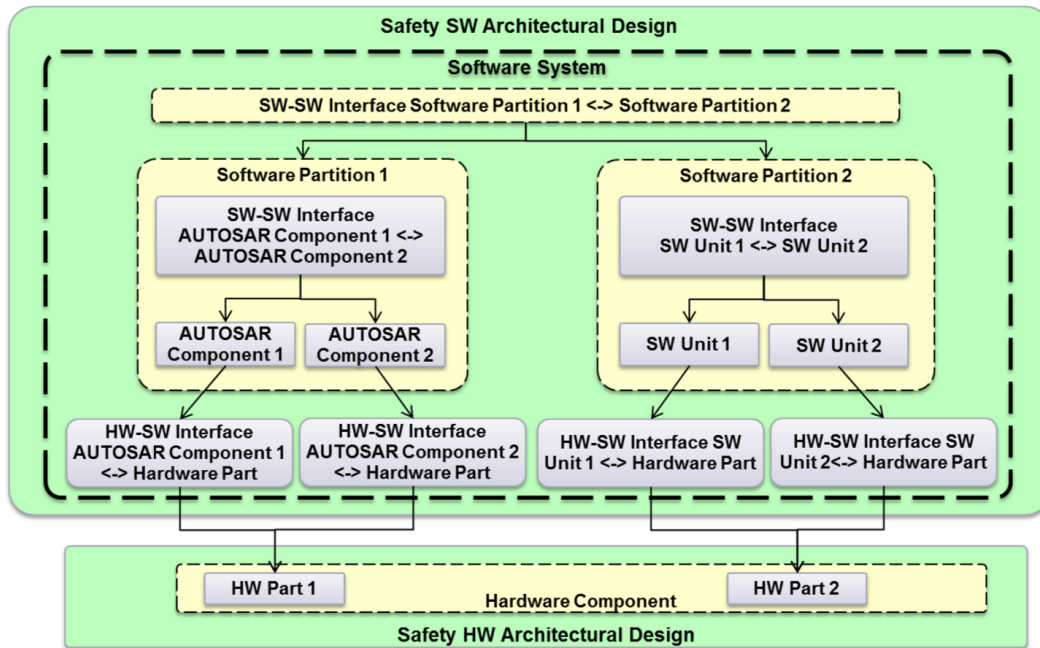 Safety SW Architectural Design
Software System
SW-SW Interface Software Partition 1 <-> Software Partition 2
Software Partition 1
SW-SW Interface
AUTOSAR Component 1 <->
AUTOSAR Component 2
AUTOSAR
Component 1
AUTOSAR
Component 2
Software Partition 2
SW-SW Interface
SW Unit 1 <-> SW Unit 2
SW Unit 1
SW Unit 2
HW-SW Interface
AUTOSAR Component 1
<-> Hardware Part
HW-SW Interface
AUTOSAR Component 2
<-> Hardware Part
HW-SW Interface SW
Unit 1 <-> Hardware Part
HW-SW Interface SW
Unit 2<-> Hardware Part
HW Part 1
HW Part 2
Hardware Component
Safety HW Architectural Design